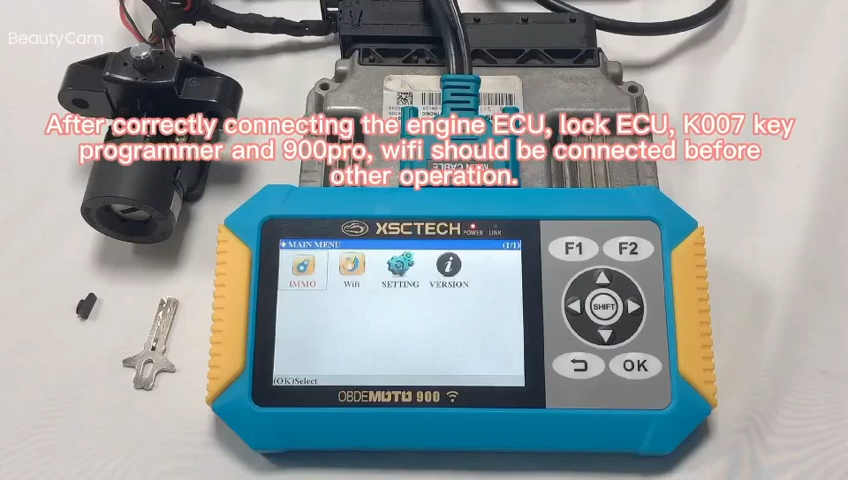 BeautyCam
After correctly connecting the engine ECU, lock ECU, K007 key
programmer and 900pro, wifi should be connected before
other operation.
MAIN CABLE
XSCTECH
POWER LINK
MAIN MENU (1/1)
IMMO Wifi SETTING VERSION
(OK)Select
OBDEMOTO 900
F1 F2
SHIFT
OK